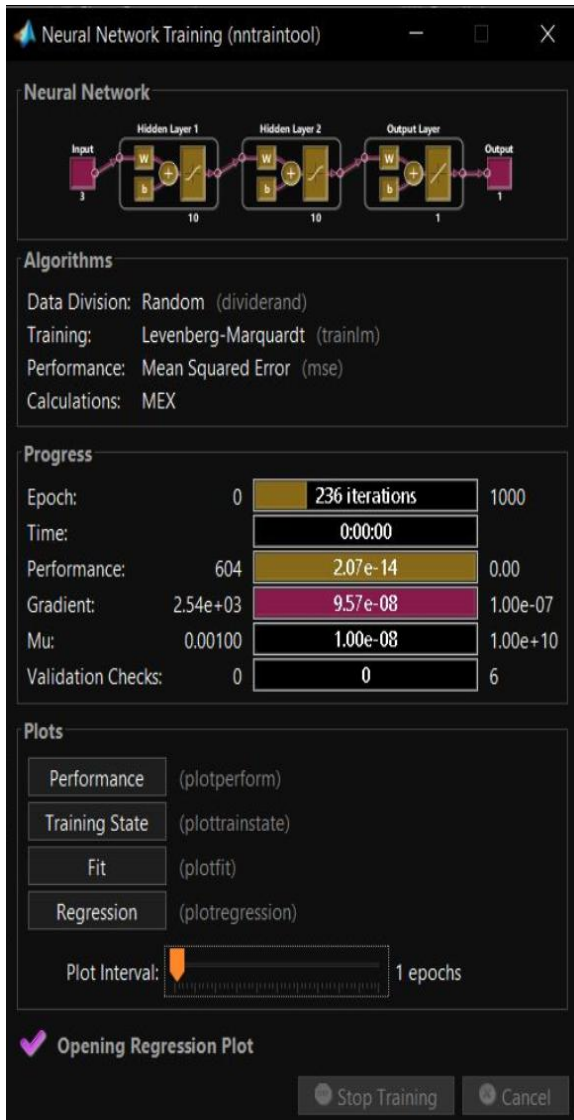 Neural Network Training (nntraintool)
Neural Network
Hidden Layer 1 Hidden Layer 2 Output Layer
Input Output
W W W
+ + +
b b b
3 10 10 1 1
Algorithms
Data Division: Random (dividerand)
Training: Levenberg-Marquardt (trainlm)
Performance: Mean Squared Error (mse)
Calculations: MEX
Progress
Epoch: 0 236 iterations 1000
Time: 0:00:00
Performance: 604 2.07e-14 0.00
Gradient: 2.54e+03 9.57e-08 1.00e-07
Mu: 0.00100 1.00e-08 1.00e+10
Validation Checks: 0 0 6
Plots
Performance (plotperform)
Training State (plottrainstate)
Fit (plotfit)
Regression (plotregression)
Plot Interval: 1 epochs
Opening Regression Plot
Stop Training Cancel